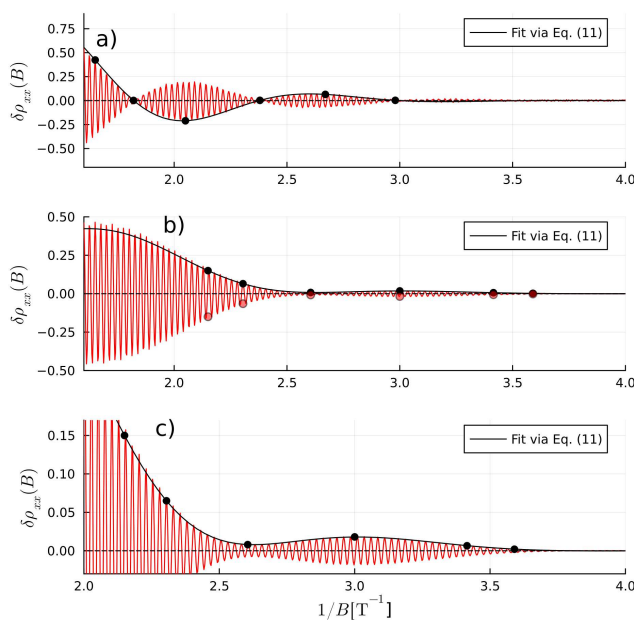 a)
Fit via Eq. (11)
δρxx(B)
0.75
0.50
0.25
0.00
−0.25
−0.50
2.0 2.5 3.0 3.5 4.0
b)
Fit via Eq. (11)
δρxx(B)
0.50
0.25
0.00
−0.25
−0.50
2.0 2.5 3.0 3.5 4.0
c)
Fit via Eq. (11)
δρxx(B)
0.15
0.10
0.05
0.00
2.0 2.5 3.0 3.5 4.0
1/B[T⁻¹]